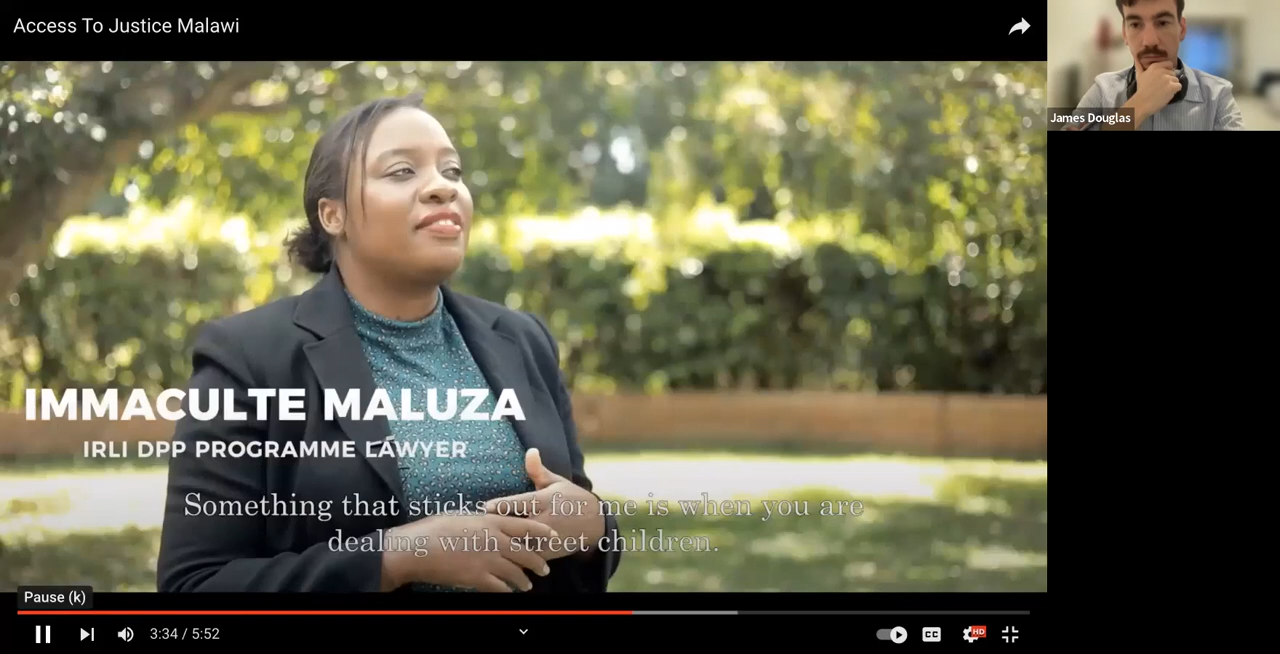 Access To Justice Malawi
James Douglas
IMMACULTE MALUZA
IRLI DPP PROGRAMME LAWYER
Something that sticks out for me is when you are
dealing with street children.
Pause (k)
3:34 / 5:52
CC
HD